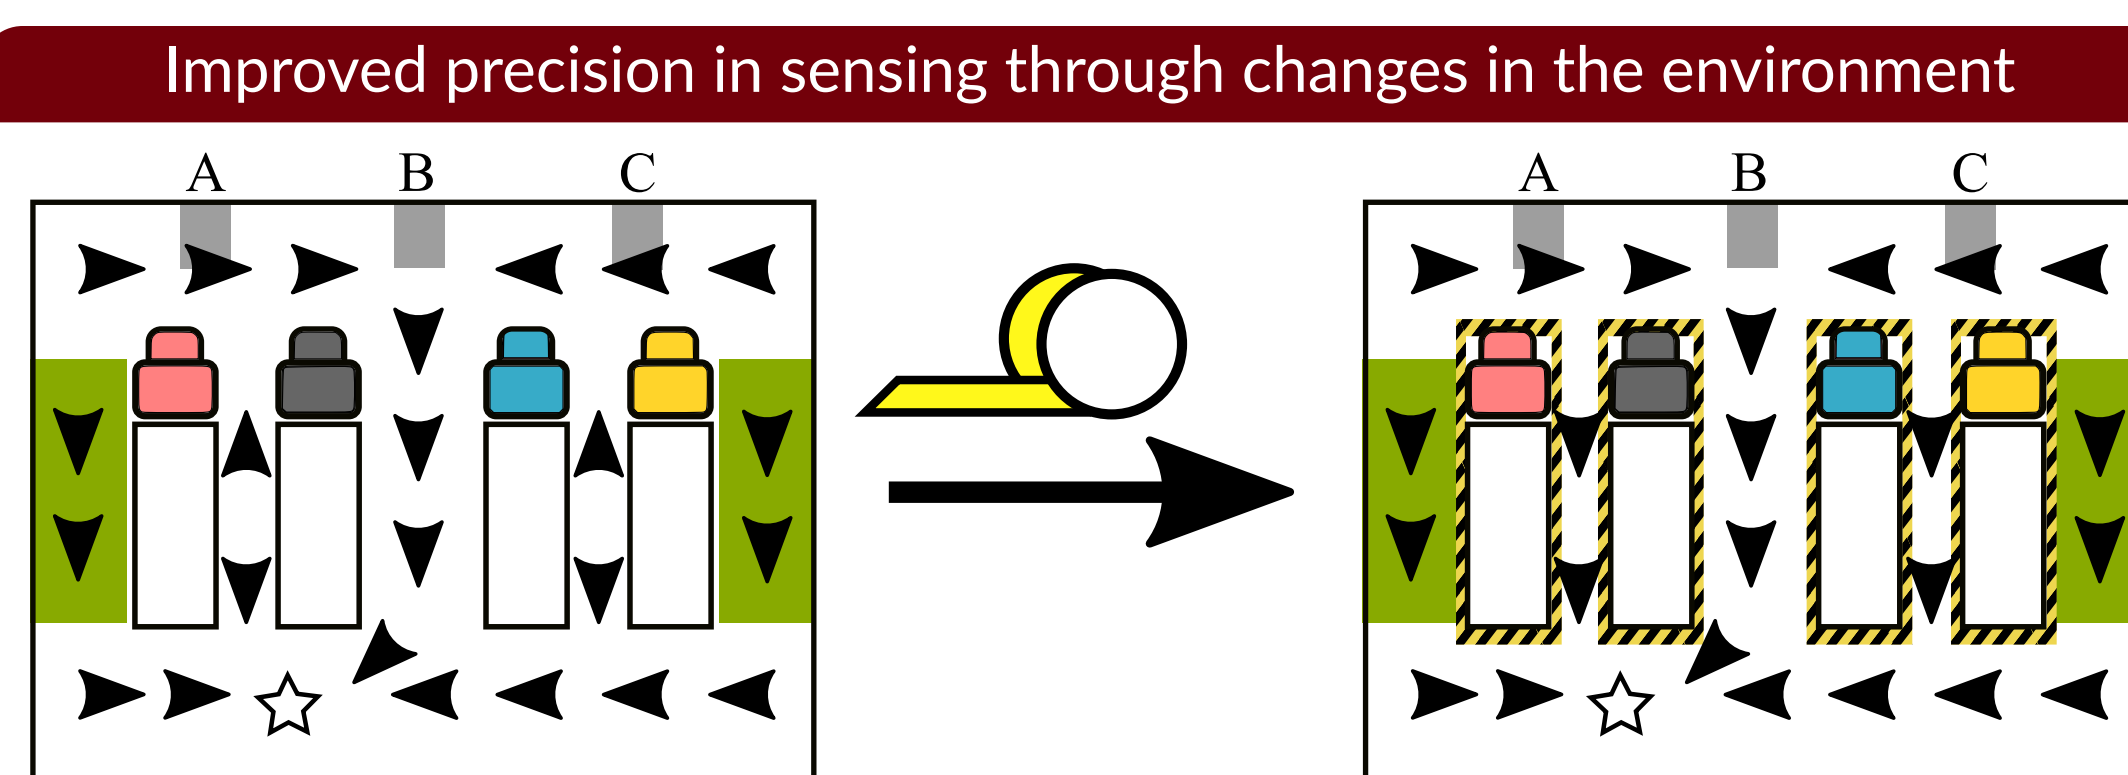 Improved precision in sensing through changes in the environment
A B C A B C